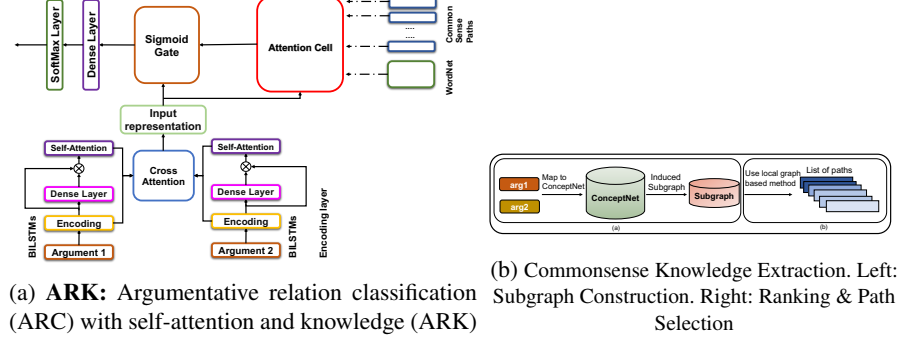 SoftMax Layer
Dense Layer
Sigmoid
Gate
Attention Cell
....
....
Common
Sense
Paths
WordNet
Input
representation
Self-Attention
Cross
Attention
Self-Attention
Dense Layer
Dense Layer
Encoding
Encoding
Argument 1
Argument 2
BILSTMs
BILSTMs
Encoding layer
(a) ARK: Argumentative relation classification
(ARC) with self-attention and knowledge (ARK)
arg1
arg2
Map to
ConceptNet
ConceptNet
Induced
Subgraph
Subgraph
(a)
Use local graph
based method
List of paths
(b)
(b) Commonsense Knowledge Extraction. Left:
Subgraph Construction. Right: Ranking & Path
Selection